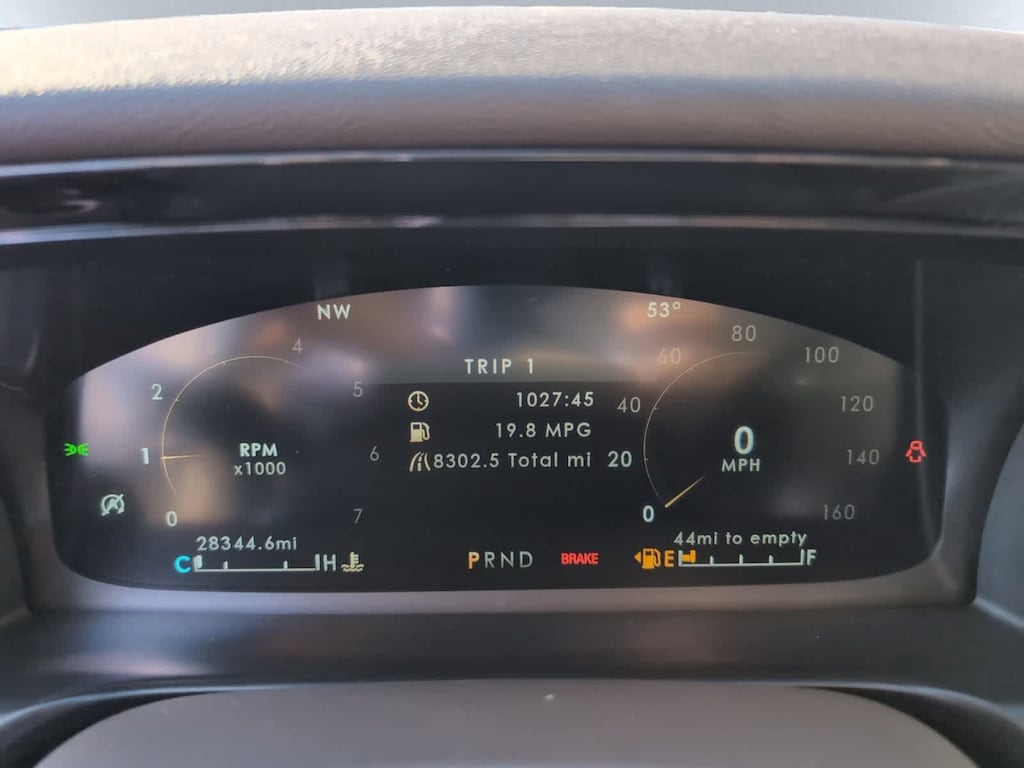 NW
53°
4
80
60
100
TRIP 1
2
5
1027:45
40
120
19.8 MPG
0
RPM
x1000
1
6
8302.5 Total mi
20
MPH
140
0
7
0
160
28344.6mi
44mi to empty
C
H
PRND
BRAKE
E
F
A